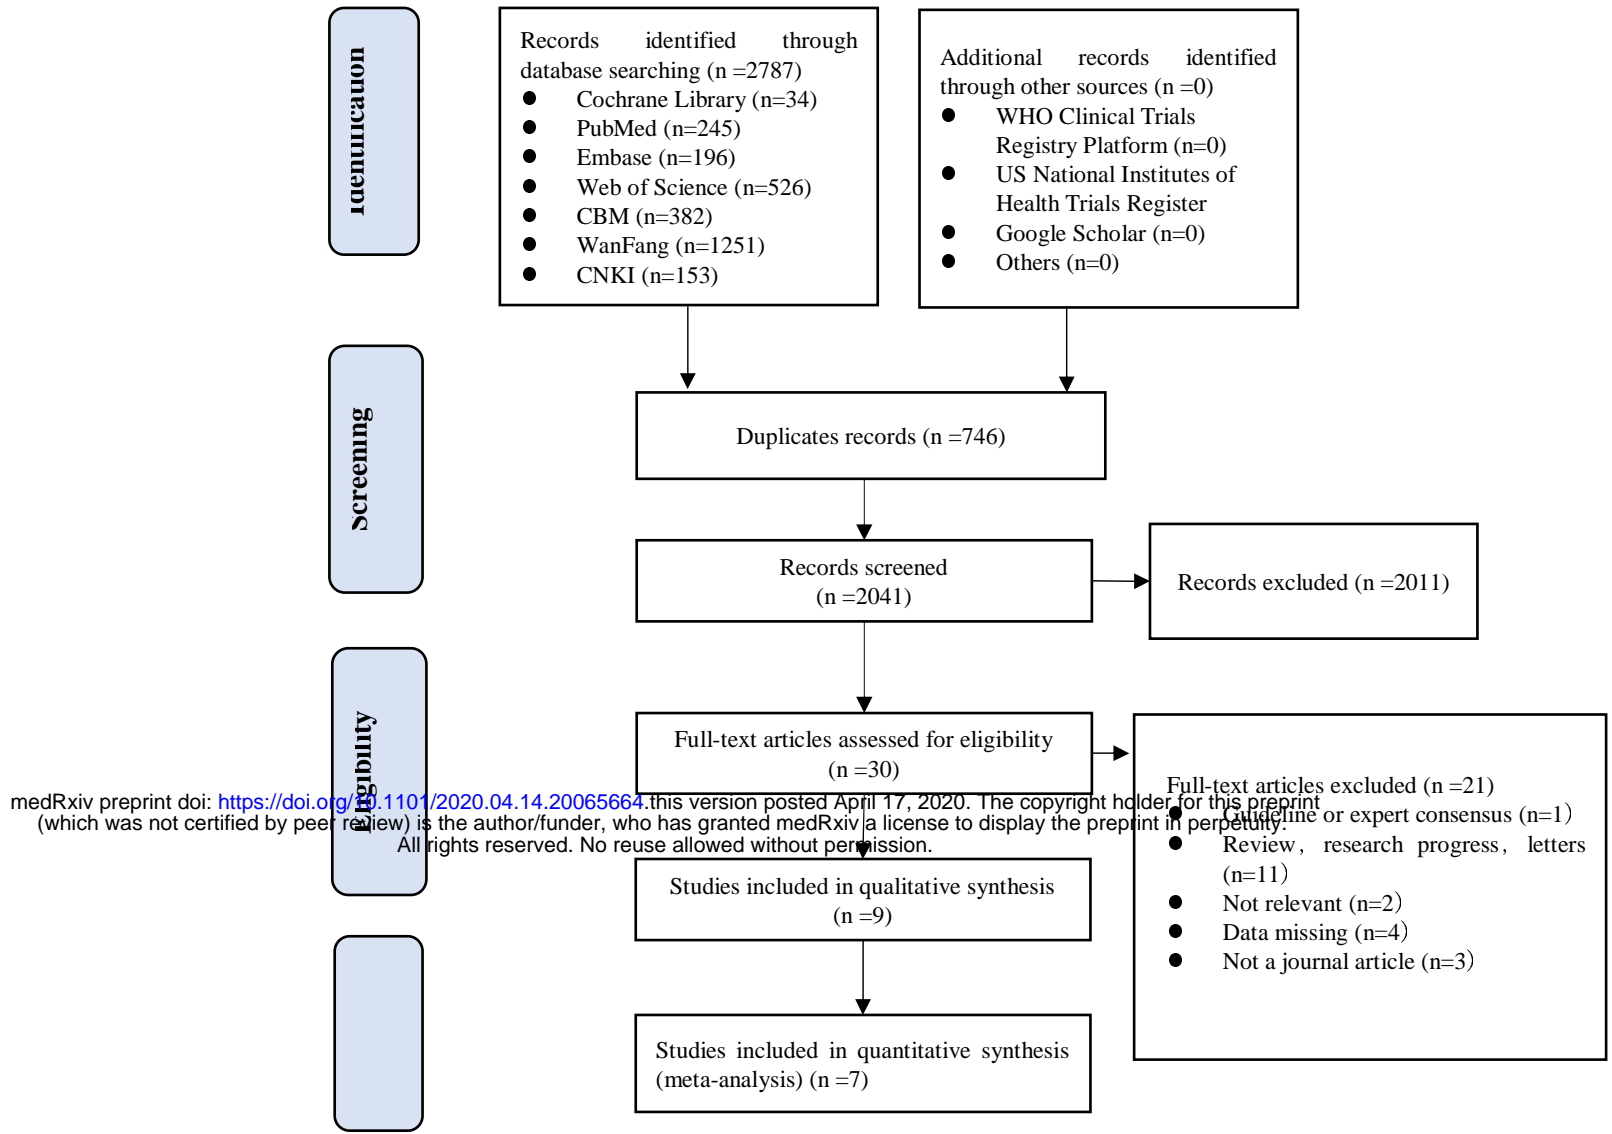 Identification
Records identified through
database searching (n =2787)
● Cochrane Library (n=34)
● PubMed (n=245)
● Embase (n=196)
● Web of Science (n=526)
● CBM (n=382)
● WanFang (n=1251)
● CNKI (n=153)
Additional records identified
through other sources (n =0)
● WHO Clinical Trials
Registry Platform (n=0)
● US National Institutes of
Health Trials Register
● Google Scholar (n=0)
● Others (n=0)
Screening
Duplicates records (n =746)
Records screened
(n =2041)
Records excluded (n =2011)
Eligibility
Full-text articles assessed for eligibility
(n =30)
Full-text articles excluded (n =21)
● Guideline or expert consensus (n=1）
● Review， research progress， letters
(n=11）
● Not relevant (n=2）
● Data missing (n=4）
● Not a journal article (n=3）
medRxiv preprint doi: https://doi.org/10.1101/2020.04.14.20065664.this version posted April 17, 2020. The copyright holder for this preprint
(which was not certified by peer review) is the author/funder, who has granted medRxiv a license to display the preprint in perpetuity.
All rights reserved. No reuse allowed without permission.
Studies included in qualitative synthesis
(n =9)
Studies included in quantitative synthesis
(meta-analysis) (n =7)